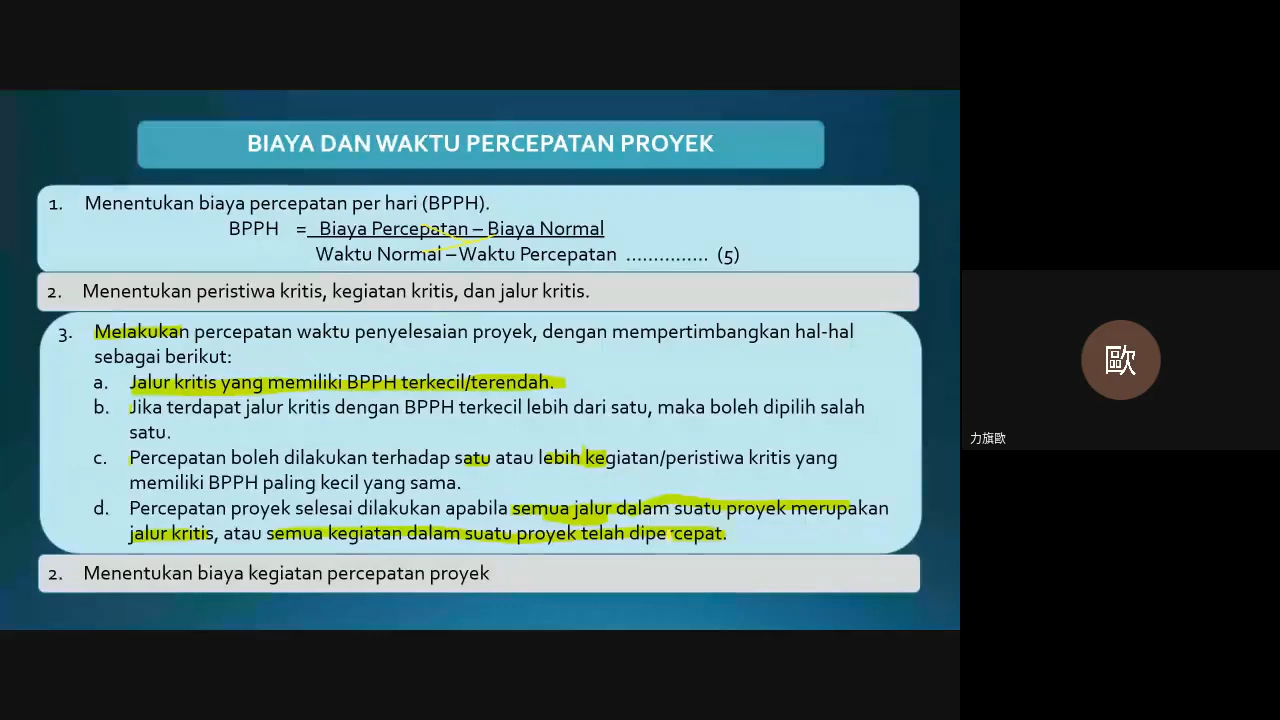 BIAYA DAN WAKTU PERCEPATAN PROYEK
1. Menentukan biaya percepatan per hari (BPPH).
BPPH = Biaya Percepatan – Biaya Normal
Waktu Normal – Waktu Percepatan ............... (5)
2. Menentukan peristiwa kritis, kegiatan kritis, dan jalur kritis.
3. Melakukan percepatan waktu penyelesaian proyek, dengan mempertimbangkan hal-hal
sebagai berikut:
a. Jalur kritis yang memiliki BPPH terkecil/terendah.
b. Jika terdapat jalur kritis dengan BPPH terkecil lebih dari satu, maka boleh dipilih salah
satu.
c. Percepatan boleh dilakukan terhadap satu atau lebih kegiatan/peristiwa kritis yang
memiliki BPPH paling kecil yang sama.
d. Percepatan proyek selesai dilakukan apabila semua jalur dalam suatu proyek merupakan
jalur kritis, atau semua kegiatan dalam suatu proyek telah dipercepat.
2. Menentukan biaya kegiatan percepatan proyek
歐
力旗歐